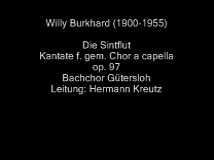 Willy Burkhard (1900-1955)
Die Sintflut
Kantate f. gem. Chor a capella
op. 97
Bachchor Gütersloh
Leitung: Hermann Kreutz